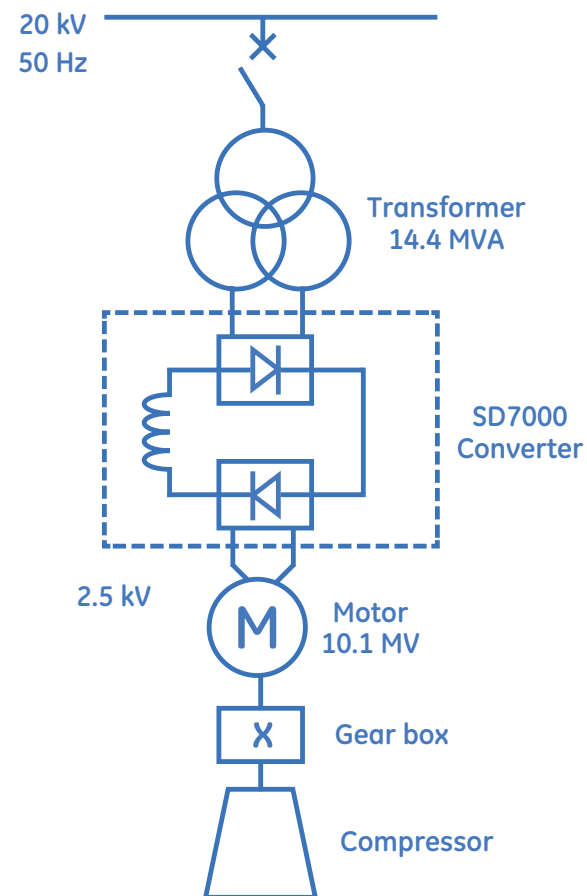 20 kV
50 Hz
Transformer
14.4 MVA
SD7000
Converter
2.5 kV
M
Motor
10.1 MV
Gear box
X
Compressor